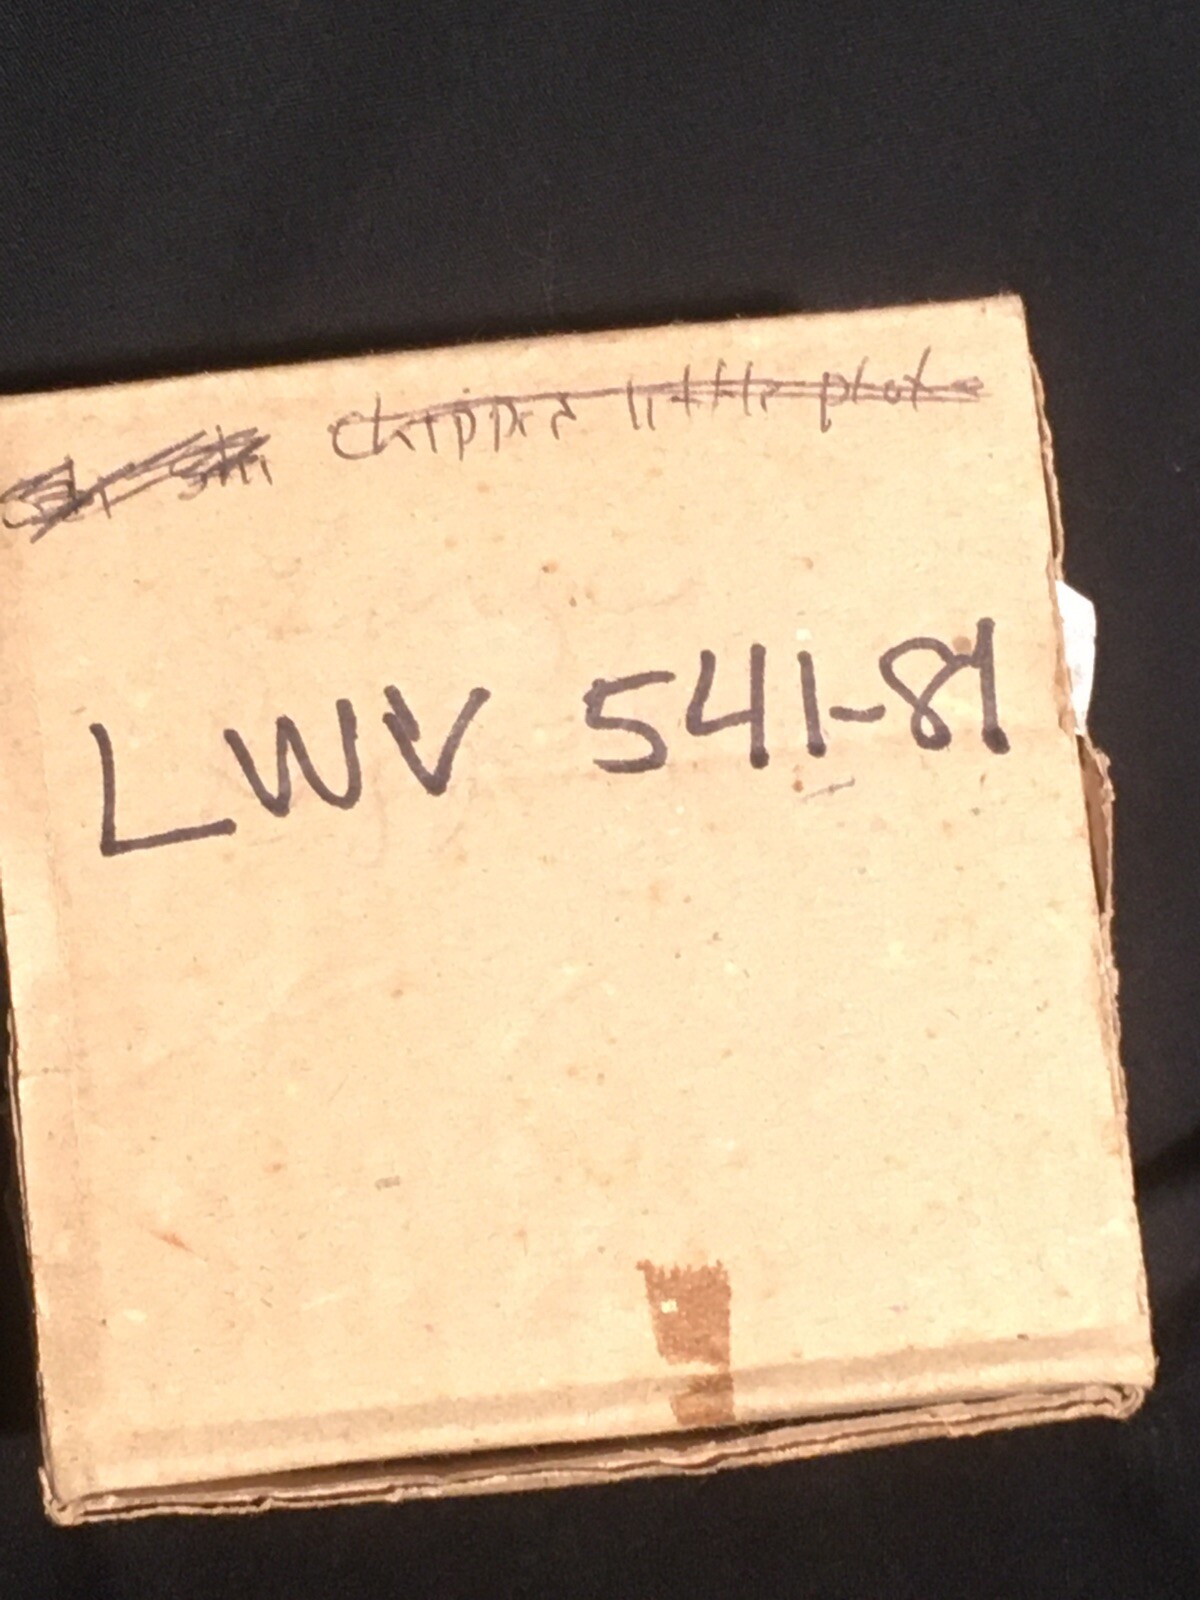 chipped little plate
LWV 541-81